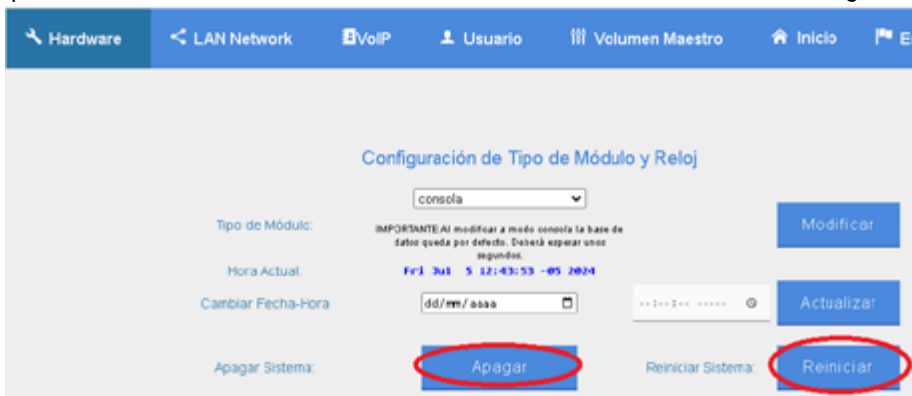 Hardware LAN Network VoIP Usuario Volumen Maestro Inicio
Configuración de Tipo de Módulo y Reloj
consola
Tipo de Módulo: Modificar
IMPORTANTE:Al modificar a modo consola la base de
datos queda por defecto. Deberá esperar unos
segundos.
Hora Actual: Fri Jul 5 12:43:53 -05 2024
Cambiar Fecha-Hora dd/mm/aaaa --:--:-- ----- Actualizar
Apagar Sistema: Apagar Reiniciar Sistema: Reiniciar